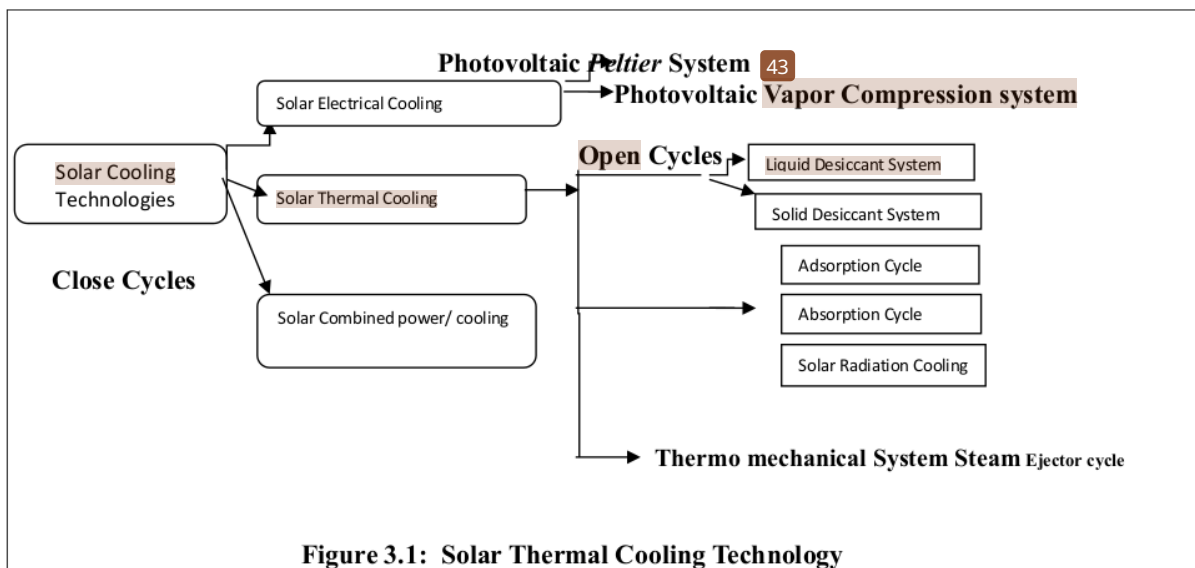 Photovoltaic Peltier System 43
Solar Electrical Cooling
Photovoltaic Vapor Compression system
Solar Cooling
Technologies
Solar Thermal Cooling
Open Cycles
Liquid Desiccant System
Solid Desiccant System
Close Cycles
Adsorption Cycle
Solar Combined power/ cooling
Absorption Cycle
Solar Radiation Cooling
Thermo mechanical System Steam Ejector cycle
Figure 3.1: Solar Thermal Cooling Technology